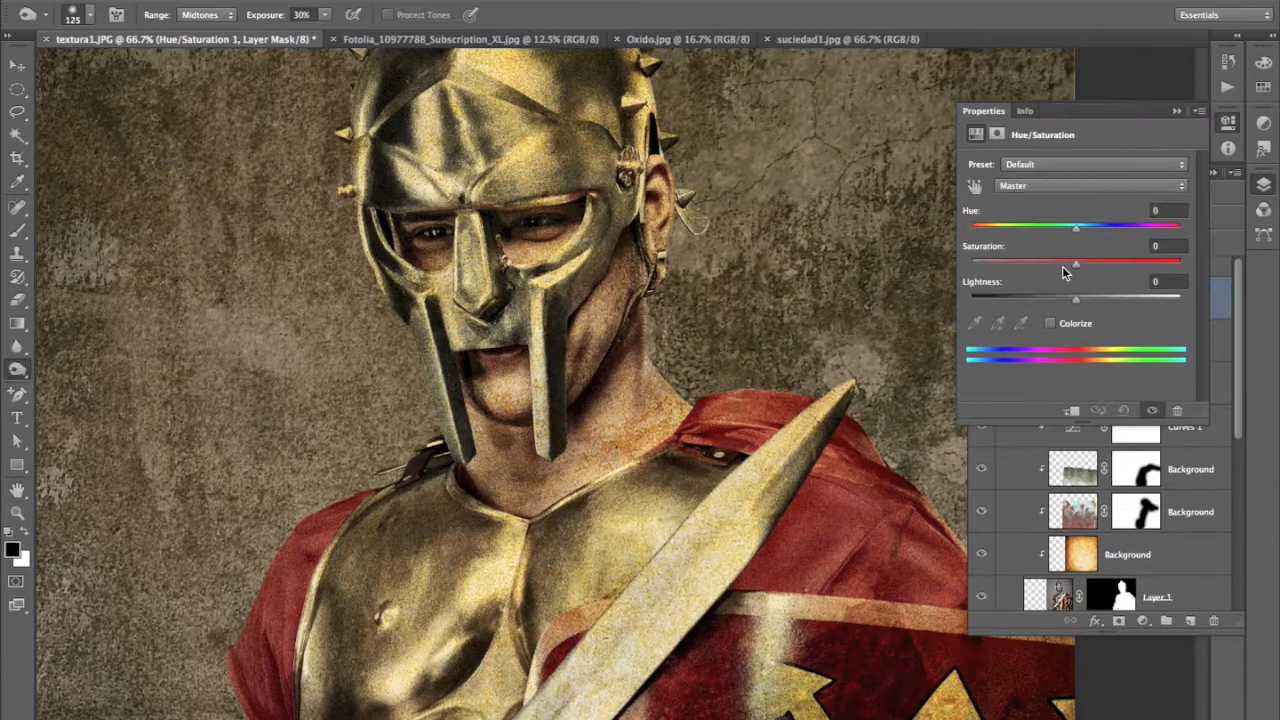 125 Range: Midtones Exposure: 30% Protect Tones Essentials
textura1.JPG @ 66.7% (Hue/Saturation 1, Layer Mask/8) * Fotolia_10977788_Subscription_XL.jpg @ 12.5% (RGB/8) Oxido.jpg @ 16.7% (RGB/8) suciedad1.jpg @ 66.7% (RGB/8)
Properties Info
Hue/Saturation
Preset: Default
Master
Hue: 0
Saturation: 0
Lightness: 0
Colorize
Curves 1
Background
Background
Background
Layer 1